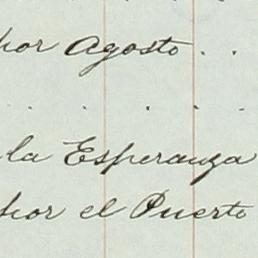 por Agosto . .
. . . . .
la Esperanza
por el Puerto